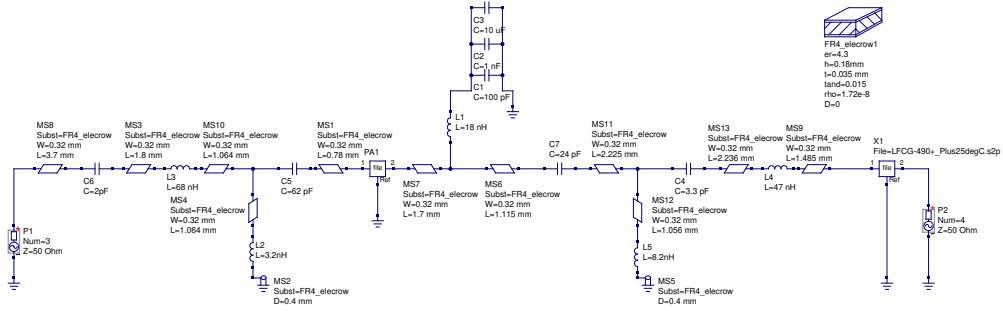 C3
C=10 uF
C2
C=1 nF
C1
C=100 pF
FR4_elecrow1
er=4.3
h=0.18mm
t=0.035 mm
tand=0.015
rho=1.72e-8
D=0
L1
L=18 nH
MS8
Subst=FR4_elecrow
W=0.32 mm
L=3.7 mm
MS3
Subst=FR4_elecrow
W=0.32 mm
L=1.8 mm
MS10
Subst=FR4_elecrow
W=0.32 mm
L=1.064 mm
MS1
Subst=FR4_elecrow
W=0.32 mm
L=0.78 mm
PA1
1
2
file
Ref
C7
C=24 pF
MS11
Subst=FR4_elecrow
W=0.32 mm
L=2.225 mm
MS13
Subst=FR4_elecrow
W=0.32 mm
L=2.236 mm
MS9
Subst=FR4_elecrow
W=0.32 mm
L=1.485 mm
X1
File=LFCG-490+_Plus25degC.s2p
1
2
file
Ref
C6
C=2pF
L3
L=68 nH
C5
C=62 pF
MS7
Subst=FR4_elecrow
W=0.32 mm
L=1.7 mm
MS6
Subst=FR4_elecrow
W=0.32 mm
L=1.115 mm
C4
C=3.3 pF
L4
L=47 nH
MS4
Subst=FR4_elecrow
W=0.32 mm
L=1.064 mm
MS12
Subst=FR4_elecrow
W=0.32 mm
L=1.056 mm
P1
Num=3
Z=50 Ohm
L2
L=3.2nH
L5
L=8.2nH
P2
Num=4
Z=50 Ohm
MS2
Subst=FR4_elecrow
D=0.4 mm
MS5
Subst=FR4_elecrow
D=0.4 mm